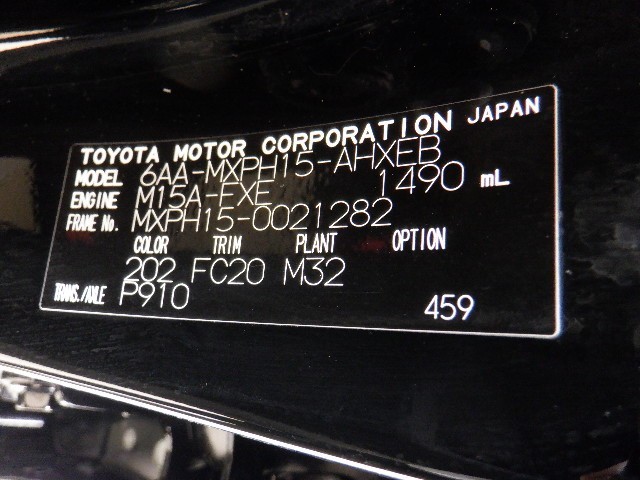 TOYOTA MOTOR CORPORATION JAPAN
MODEL 6AA-MXPH15-AHXEB
ENGINE M15A-FXE 1490 mL
FRAME No. MXPH15-0021282
COLOR TRIM PLANT OPTION
202 FC20 M32
TRANS./AXLE P910
459